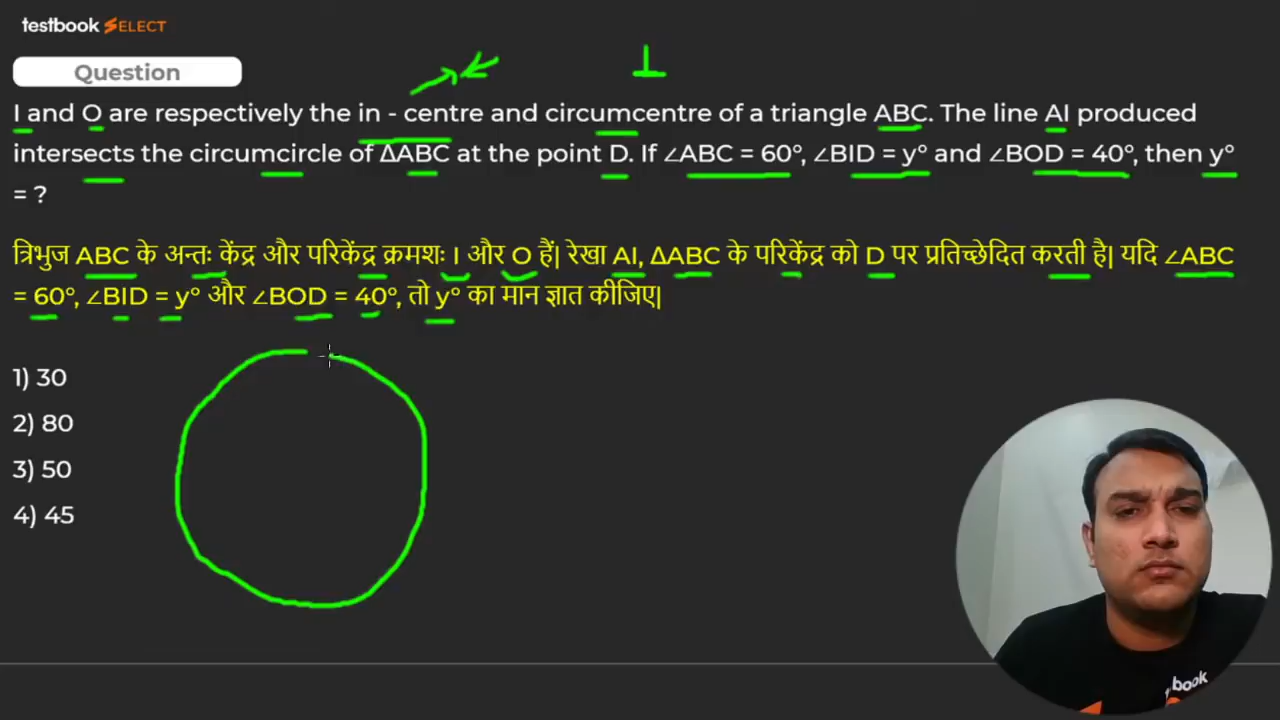 testbook SELECT
Question
I and O are respectively the in - centre and circumcentre of a triangle ABC. The line AI produced
intersects the circumcircle of ΔABC at the point D. If ∠ABC = 60°, ∠BID = y° and ∠BOD = 40°, then y°
= ?
त्रिभुज ABC के अन्तः केंद्र और परिकेंद्र क्रमशः I और O हैं| रेखा AI, ΔABC के परिकेंद्र को D पर प्रतिच्छेदित करती है| यदि ∠ABC
= 60°, ∠BID = y° और ∠BOD = 40°, तो y° का मान ज्ञात कीजिए|
1) 30
2) 80
3) 50
4) 45
book